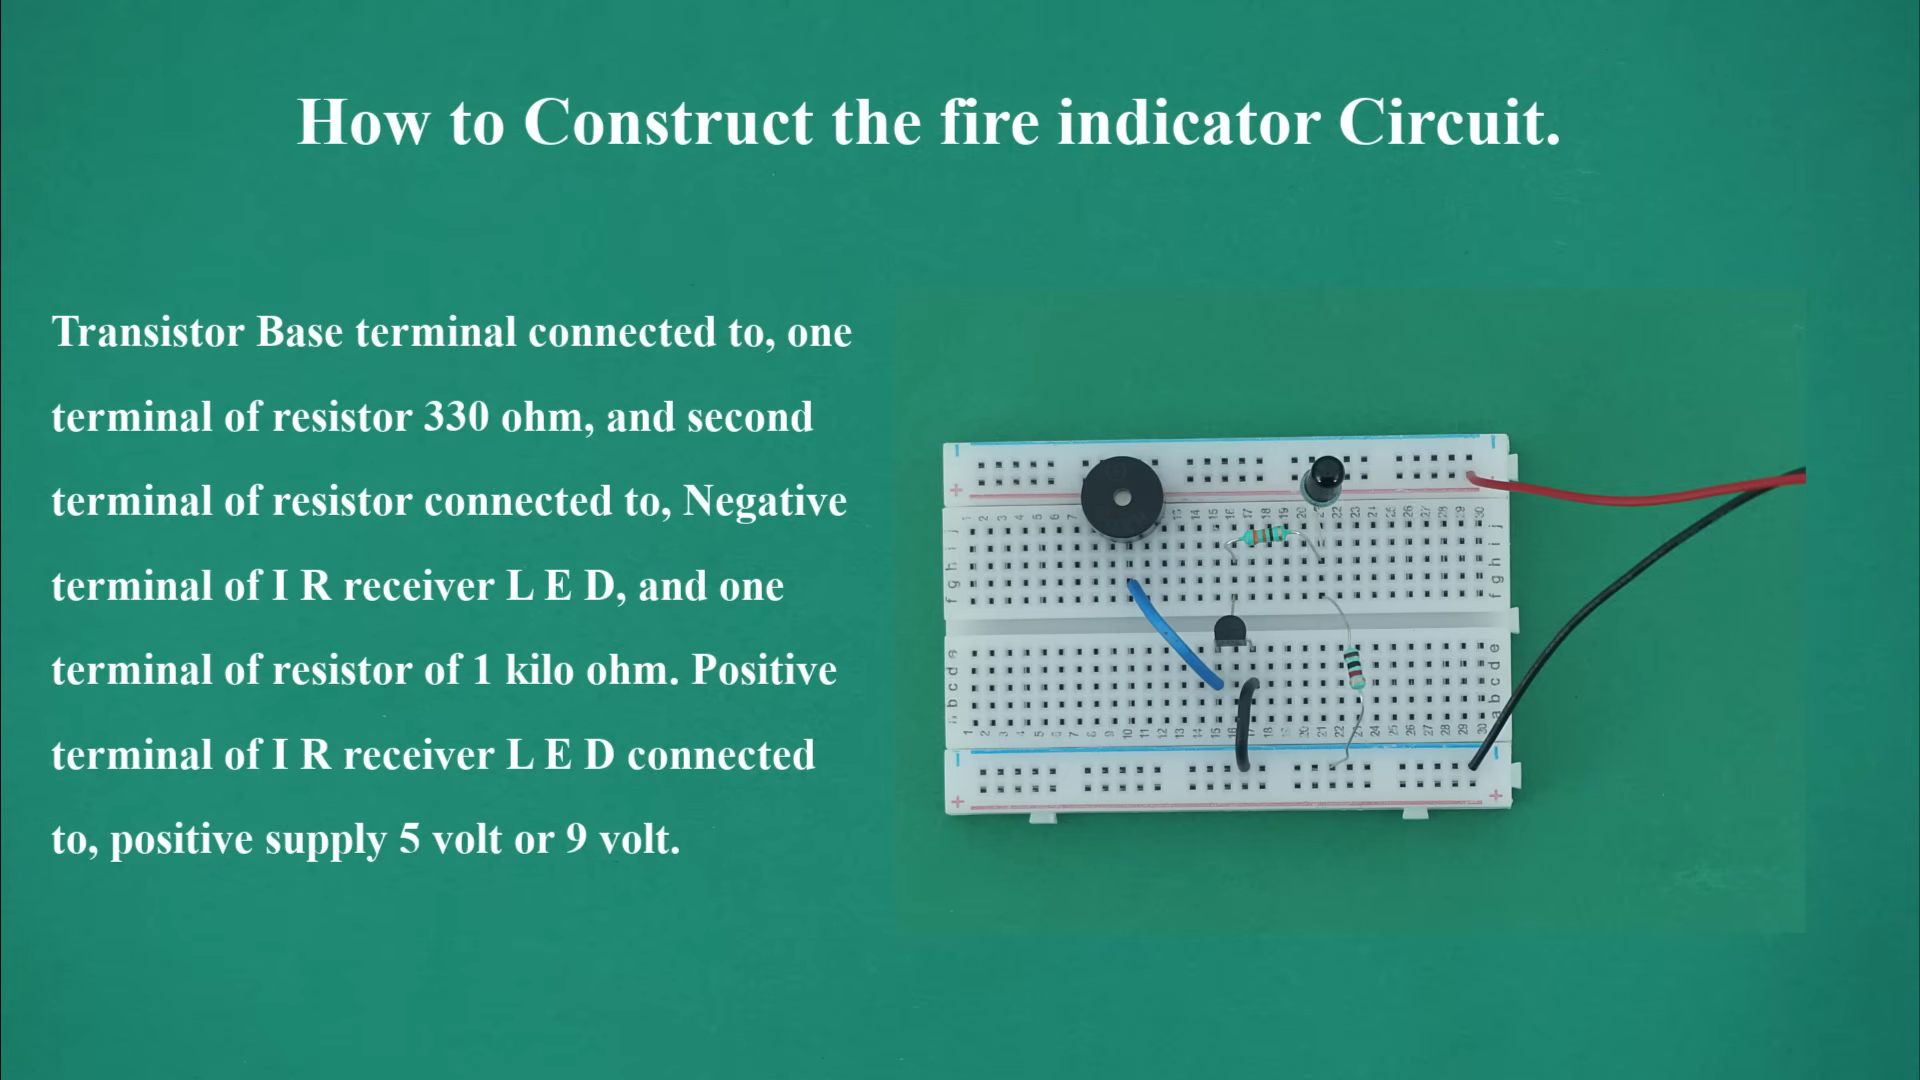 How to Construct the fire indicator Circuit.
Transistor Base terminal connected to, one
terminal of resistor 330 ohm, and second
terminal of resistor connected to, Negative
terminal of I R receiver L E D, and one
terminal of resistor of 1 kilo ohm. Positive
terminal of I R receiver L E D connected
to, positive supply 5 volt or 9 volt.